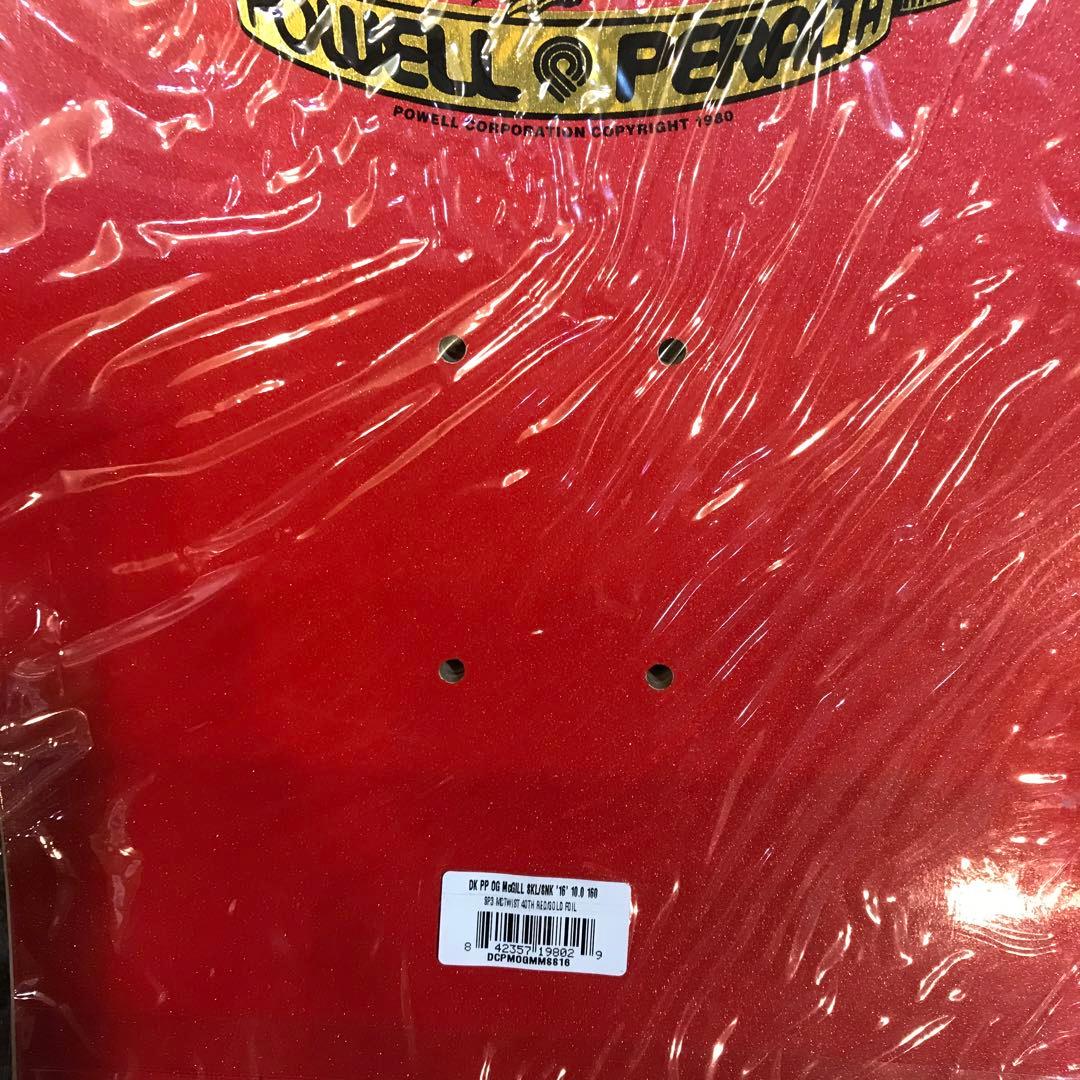 POWELL PERALTA
POWELL CORPORATION COPYRIGHT 1980
DK PP OG McGILL SKL/SNK '16' 10.0 160
SP3 MCTWIST 40TH RED/GOLD FOIL
8 42357 19802 9
DCPMOGMM6616